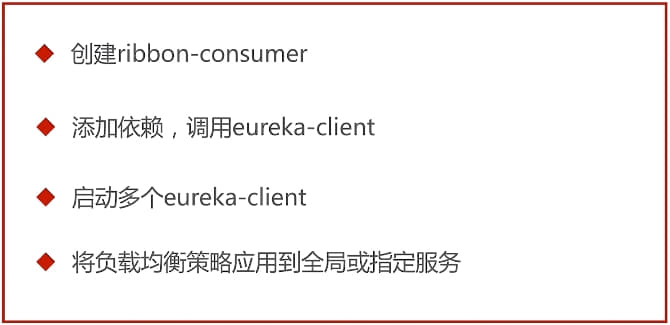 创建ribbon-consumer
添加依赖，调用eureka-client
启动多个eureka-client
将负载均衡策略应用到全局或指定服务